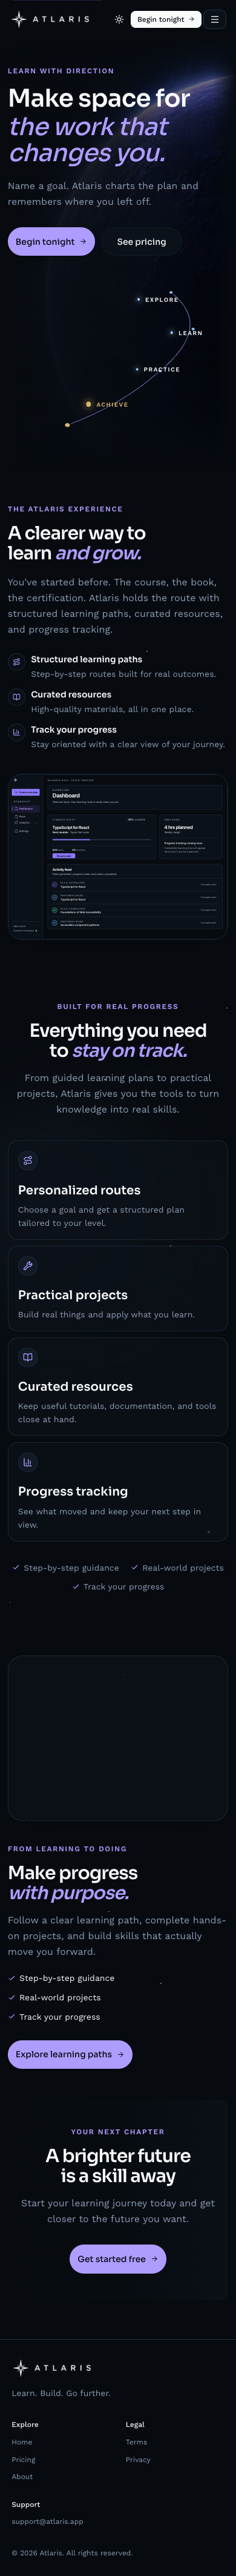 ATLARIS
Begin tonight →
LEARN WITH DIRECTION
Make space for
the work that
changes you.
Name a goal. Atlaris charts the plan and
remembers where you left off.
Begin tonight →
See pricing
EXPLORE
LEARN
PRACTICE
ACHIEVE
THE ATLARIS EXPERIENCE
A clearer way to
learn and grow.
You've started before. The course, the book,
the certification. Atlaris holds the route with
structured learning paths, curated resources,
and progress tracking.
Structured learning paths
Step-by-step routes built for real outcomes.
Curated resources
High-quality materials, all in one place.
Track your progress
Stay oriented with a clear view of your journey.
Dashboard
TypeScript for React
4 hrs planned
Activity feed
BUILT FOR REAL PROGRESS
Everything you need
to stay on track.
From guided learning plans to practical
projects, Atlaris gives you the tools to turn
knowledge into real skills.
Personalized routes
Choose a goal and get a structured plan
tailored to your level.
Practical projects
Build real things and apply what you learn.
Curated resources
Keep useful tutorials, documentation, and tools
close at hand.
Progress tracking
See what moved and keep your next step in
view.
Step-by-step guidance
Real-world projects
Track your progress
FROM LEARNING TO DOING
Make progress
with purpose.
Follow a clear learning path, complete hands-
on projects, and build skills that actually
move you forward.
Step-by-step guidance
Real-world projects
Track your progress
Explore learning paths →
YOUR NEXT CHAPTER
A brighter future
is a skill away
Start your learning journey today and get
closer to the future you want.
Get started free →
ATLARIS
Learn. Build. Go further.
Explore
Home
Pricing
About
Legal
Terms
Privacy
Support
support@atlaris.app
© 2026 Atlaris. All rights reserved.